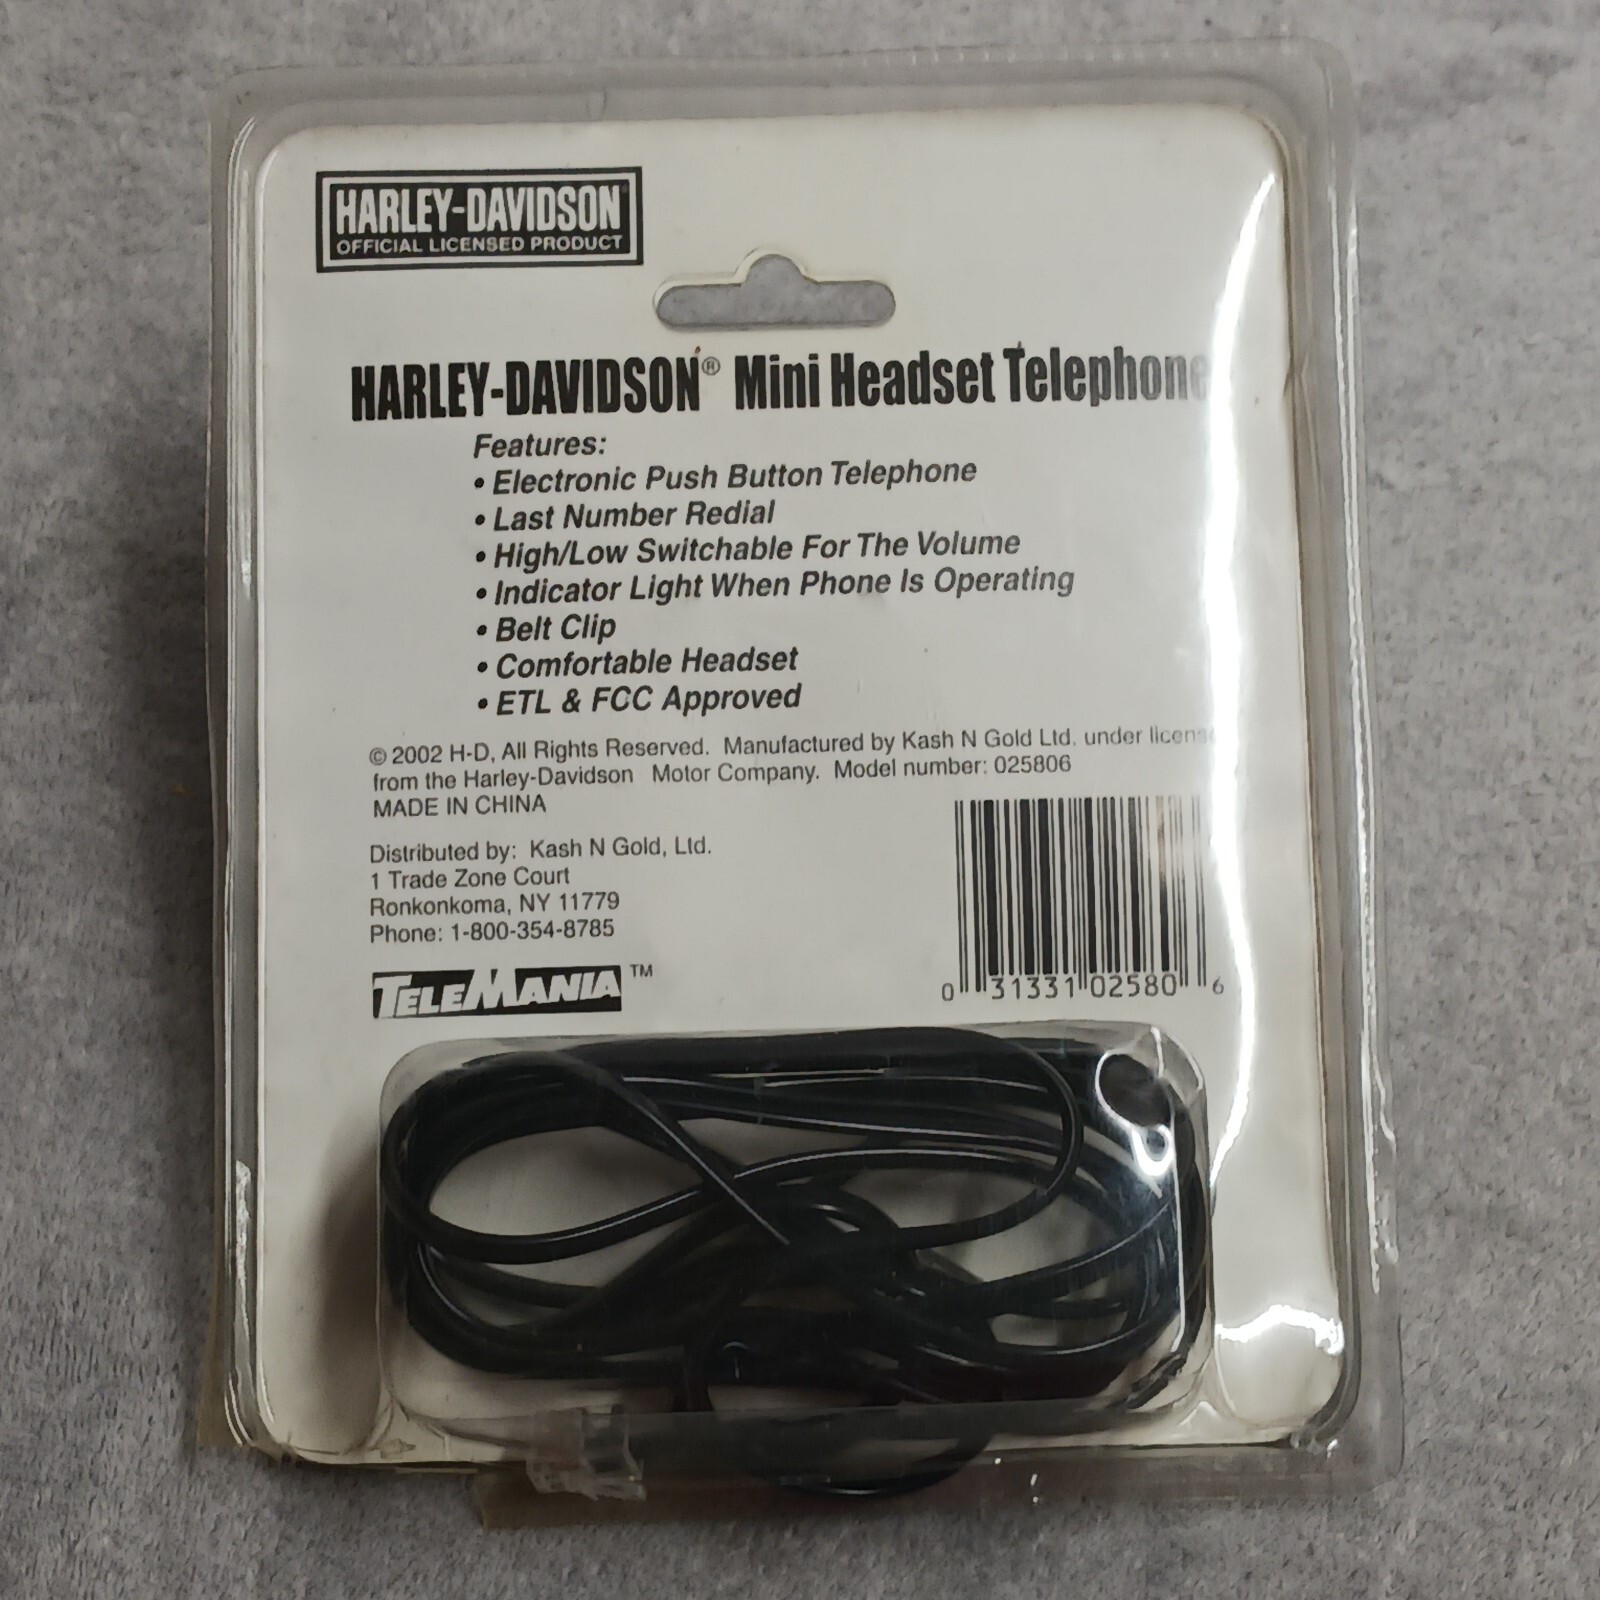 HARLEY-DAVIDSON
OFFICIAL LICENSED PRODUCT
HARLEY-DAVIDSON® Mini Headset Telephone
Features:
• Electronic Push Button Telephone
• Last Number Redial
• High/Low Switchable For The Volume
• Indicator Light When Phone Is Operating
• Belt Clip
• Comfortable Headset
• ETL & FCC Approved
© 2002 H-D, All Rights Reserved. Manufactured by Kash N Gold Ltd. under license
from the Harley-Davidson Motor Company. Model number: 025806
MADE IN CHINA
Distributed by: Kash N Gold, Ltd.
1 Trade Zone Court
Ronkonkoma, NY 11779
Phone: 1-800-354-8785
TELEMANIA™
0 31331 02580 6